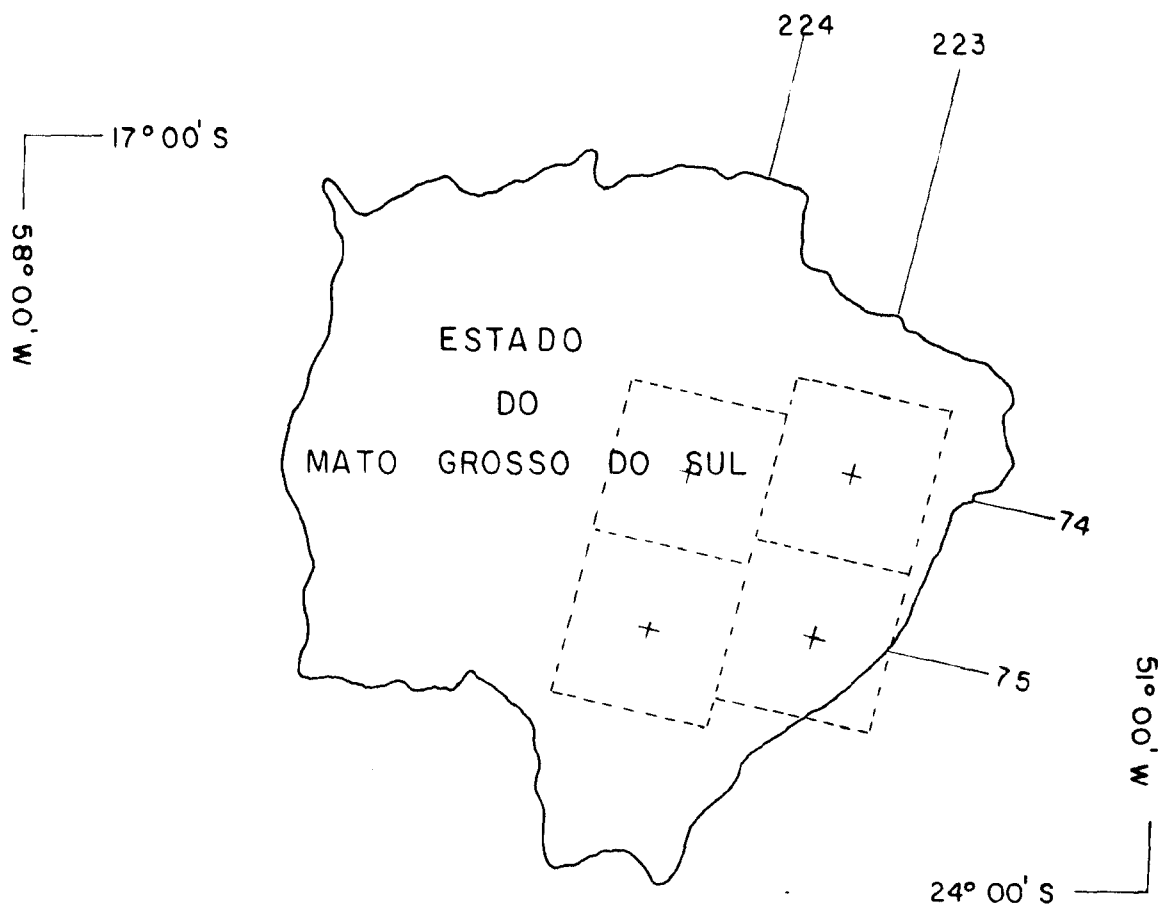 224
223
17° 00' S
58° 00' W
ESTADO
DO
MATO GROSSO DO SUL
74
75
51° 00' W
24° 00' S